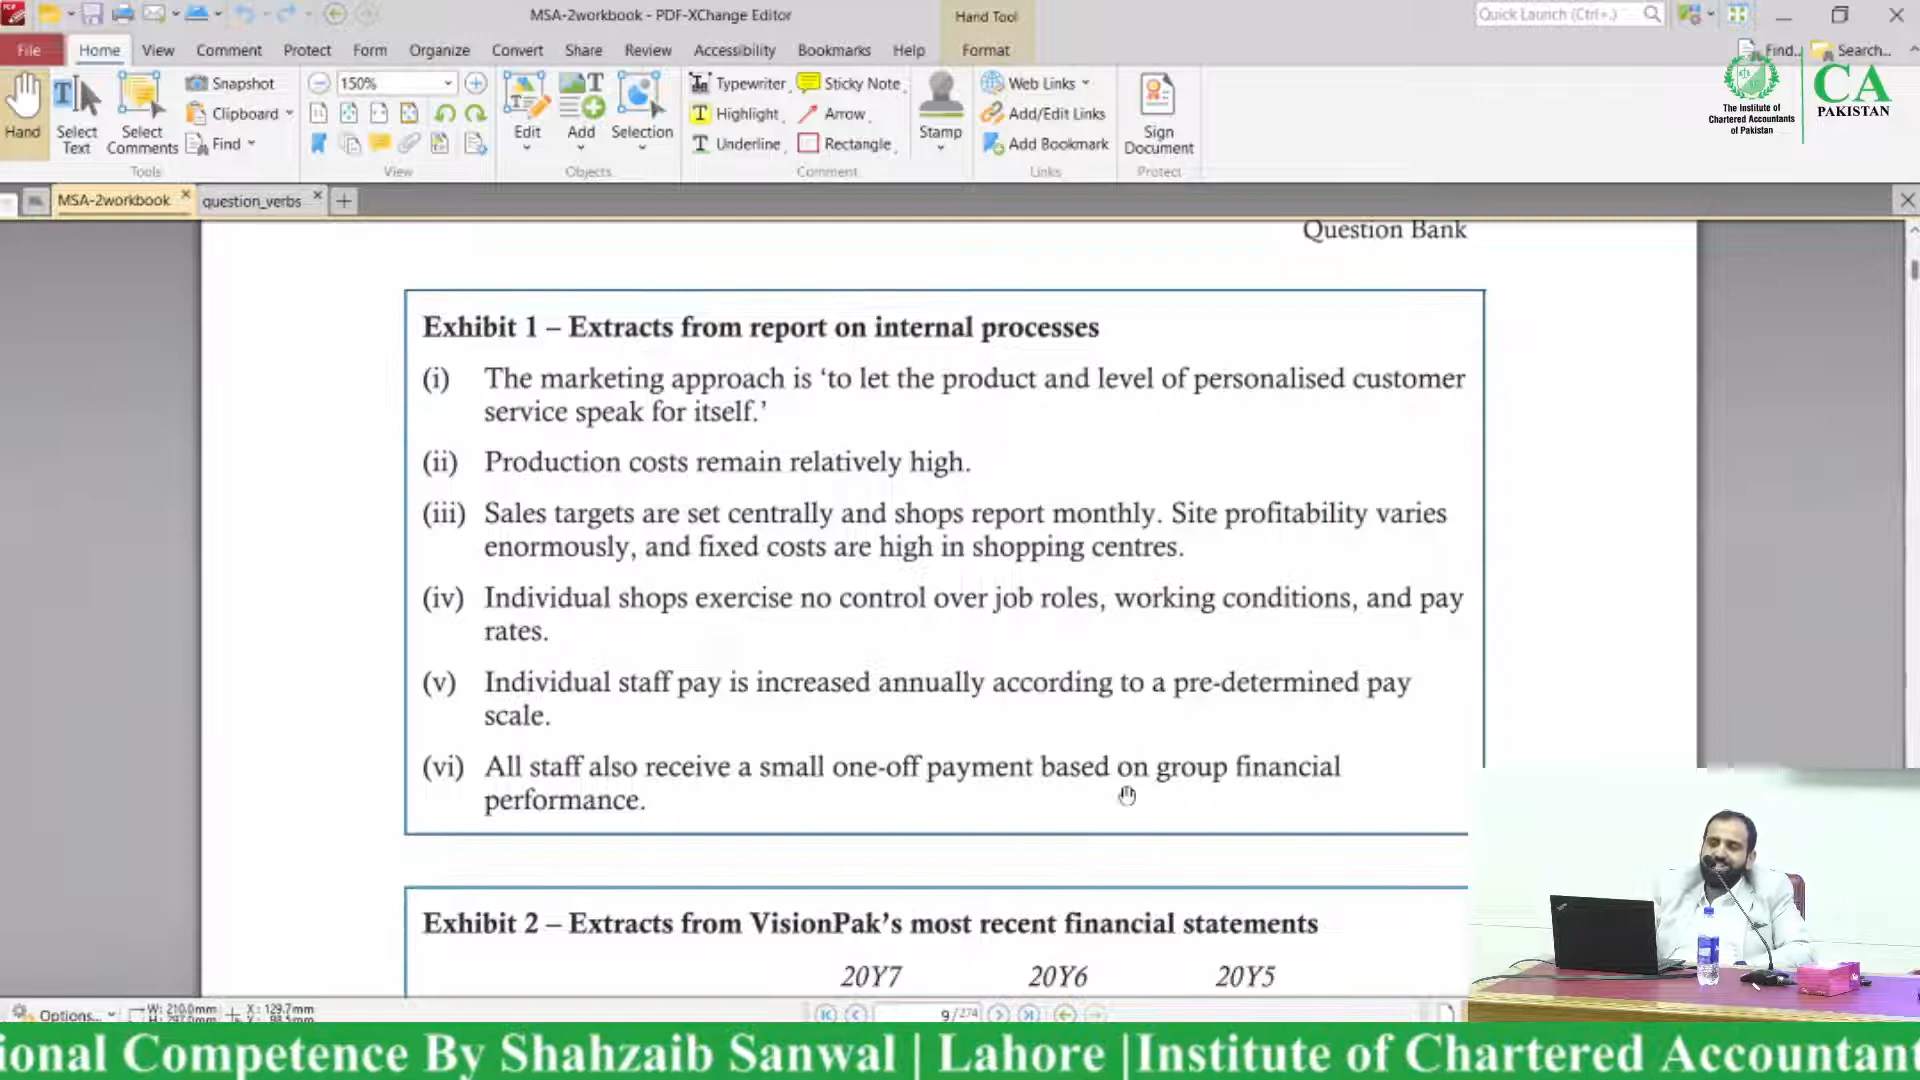 MSA-2workbook - PDF-XChange Editor
Hand Tool
Quick Launch (Ctrl+.)
File Home View Comment Protect Form Organize Convert Share Review Accessibility Bookmarks Help Format
Find... Search...
Hand
Select Text
Select Comments
Snapshot
Clipboard
Find
Tools
150%
View
Edit
Add
Selection
Objects
Typewriter Sticky Note
Highlight Arrow
Underline Rectangle
Comment
Stamp
Web Links
Add/Edit Links
Add Bookmark
Links
Sign Document
Protect
The Institute of
Chartered Accountants
of Pakistan
CA
PAKISTAN
MSA-2workbook question_verbs
Question Bank
Exhibit 1 – Extracts from report on internal processes
(i) The marketing approach is ‘to let the product and level of personalised customer
service speak for itself.’
(ii) Production costs remain relatively high.
(iii) Sales targets are set centrally and shops report monthly. Site profitability varies
enormously, and fixed costs are high in shopping centres.
(iv) Individual shops exercise no control over job roles, working conditions, and pay
rates.
(v) Individual staff pay is increased annually according to a pre-determined pay
scale.
(vi) All staff also receive a small one-off payment based on group financial
performance.
Exhibit 2 – Extracts from VisionPak’s most recent financial statements
20Y7 20Y6 20Y5
Options...
W: 210.0mm
X: 129.7mm
9/274
ional Competence By Shahzaib Sanwal | Lahore |Institute of Chartered Accountant